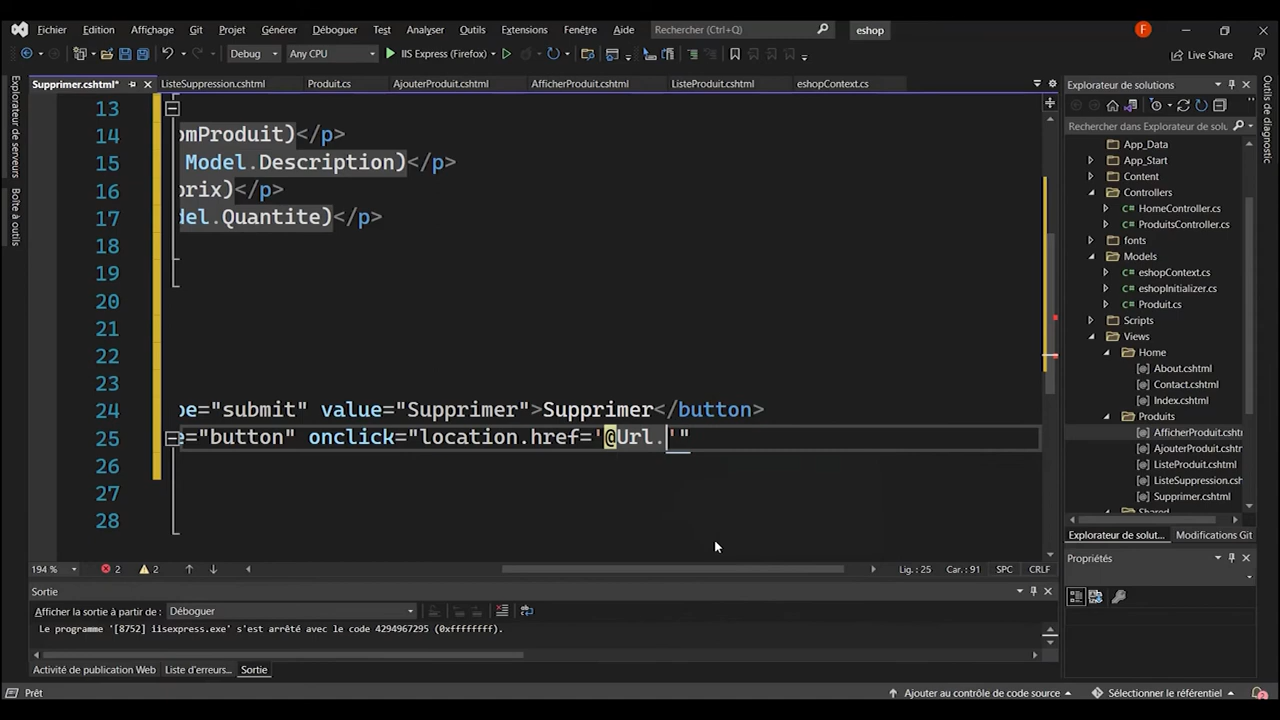 Fichier Edition Affichage Git Projet Générer Déboguer Test Analyser Outils Extensions Fenêtre Aide Rechercher (Ctrl+Q) eshop F
Debug Any CPU IIS Express (Firefox) Live Share
Supprimer.cshtml* ListeSuppression.cshtml Produit.cs AjouterProduit.cshtml AfficherProduit.cshtml ListeProduit.cshtml eshopContext.cs
Explorateur de serveurs
Boîte à outils
13
14 omProduit)</p>
15 Model.Description)</p>
16 prix)</p>
17 del.Quantite)</p>
18
19
20
21
22
23
24 pe="submit" value="Supprimer">Supprimer</button>
25 e="button" onclick="location.href='@Url.'"
26
27
28
194 % 2 2 Lig. : 25 Car. : 91 SPC CRLF
Sortie
Afficher la sortie à partir de : Déboguer
Le programme '[8752] iisexpress.exe' s'est arrêté avec le code 4294967295 (0xffffffff).
Activité de publication Web Liste d'erreurs... Sortie
Explorateur de solutions
Rechercher dans Explorateur de solu
App_Data
App_Start
Content
Controllers
HomeController.cs
ProduitsController.cs
fonts
Models
eshopContext.cs
eshopInitializer.cs
Produit.cs
Scripts
Views
Home
About.cshtml
Contact.cshtml
Index.cshtml
Produits
AfficherProduit.cshtm
AjouterProduit.cshtm
ListeProduit.cshtml
ListeSuppression.csht
Supprimer.cshtml
Shared
Explorateur de solut... Modifications Git
Propriétés
Outils de diagnostic
Prêt Ajouter au contrôle de code source Sélectionner le référentiel 2